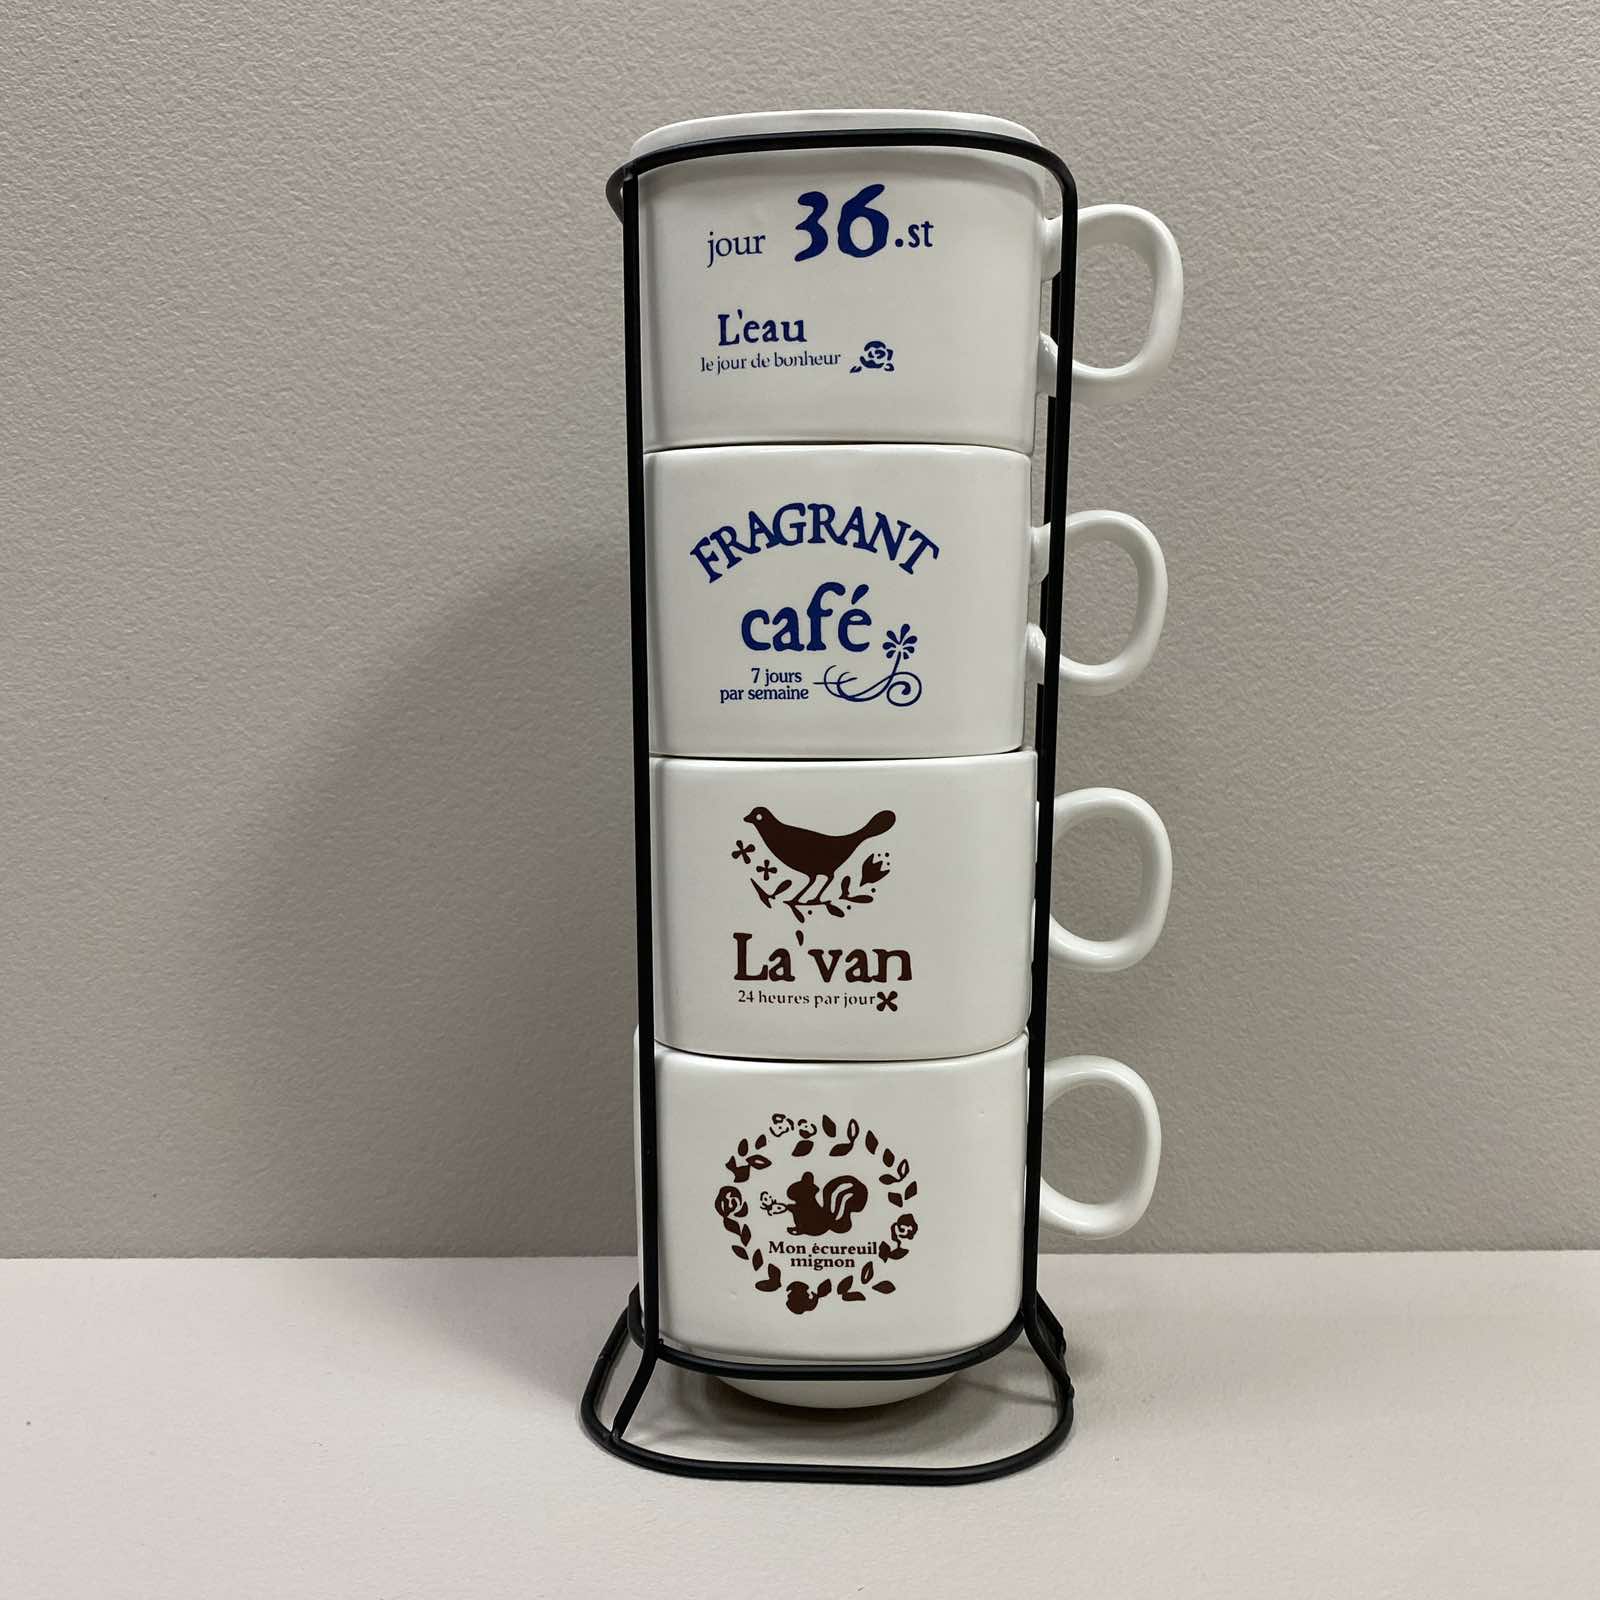 jour 36.st
L'eau
le jour de bonheur
FRAGRANT
café
7 jours
par semaine
La'van
24 heures par jour
Mon écureuil
mignon